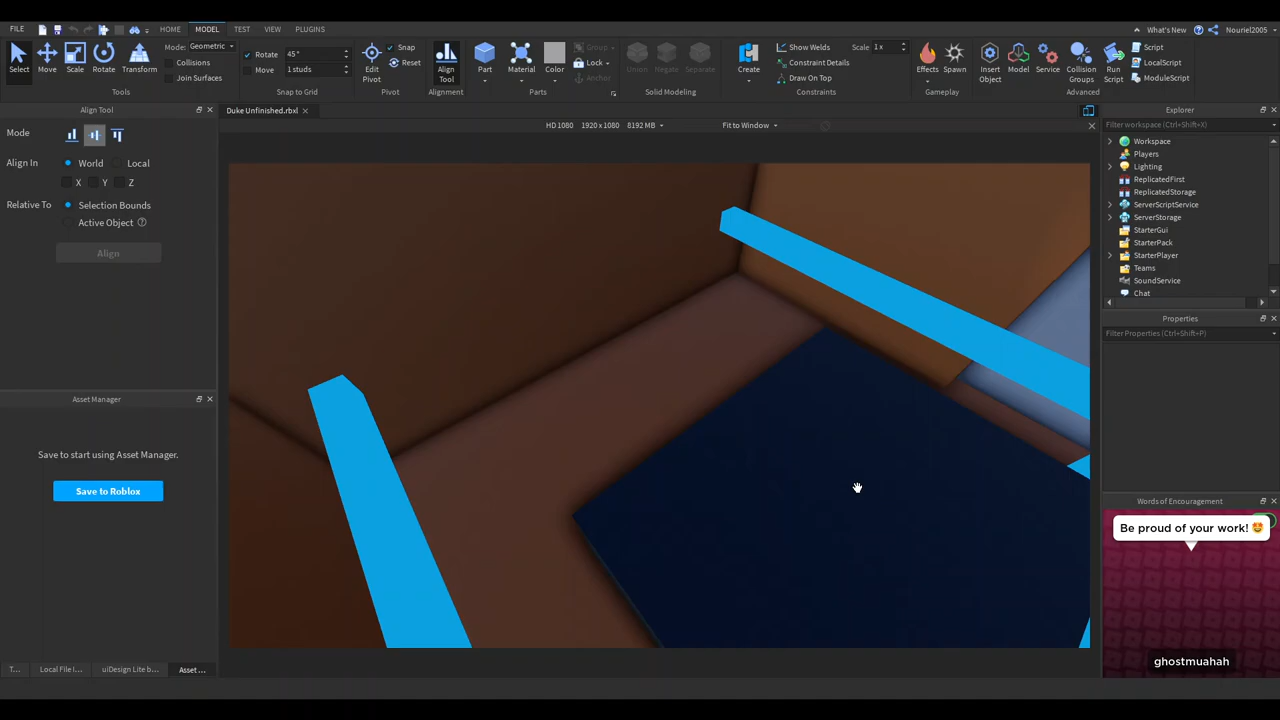 FILE HOME MODEL TEST VIEW PLUGINS What's New Nouriel2005
Select Move Scale Rotate Transform
Mode: Geometric
Collisions
Join Surfaces
Tools
Rotate 45°
Move 1 studs
Snap to Grid
Edit Pivot
Snap
Reset
Pivot
Align Tool
Alignment
Part Material Color
Group
Lock
Anchor
Parts
Union Negate Separate
Solid Modeling
Create
Show Welds Scale 1 x
Constraint Details
Draw On Top
Constraints
Effects Spawn
Gameplay
Insert Object Model Service Collision Groups Run Script
Script
LocalScript
ModuleScript
Advanced
Align Tool
Mode
Align In World Local
X Y Z
Relative To Selection Bounds
Active Object
Align
Asset Manager
Save to start using Asset Manager.
Save to Roblox
T... Local File I... uiDesign Lite b... Asset ...
Duke Unfinished.rbxl
HD 1080 1920 x 1080 8192 MB Fit to Window
Explorer
Filter workspace (Ctrl+Shift+X)
Workspace
Players
Lighting
ReplicatedFirst
ReplicatedStorage
ServerScriptService
ServerStorage
StarterGui
StarterPack
StarterPlayer
Teams
SoundService
Chat
Properties
Filter Properties (Ctrl+Shift+P)
Words of Encouragement
Be proud of your work! 🤩
ghostmuahah